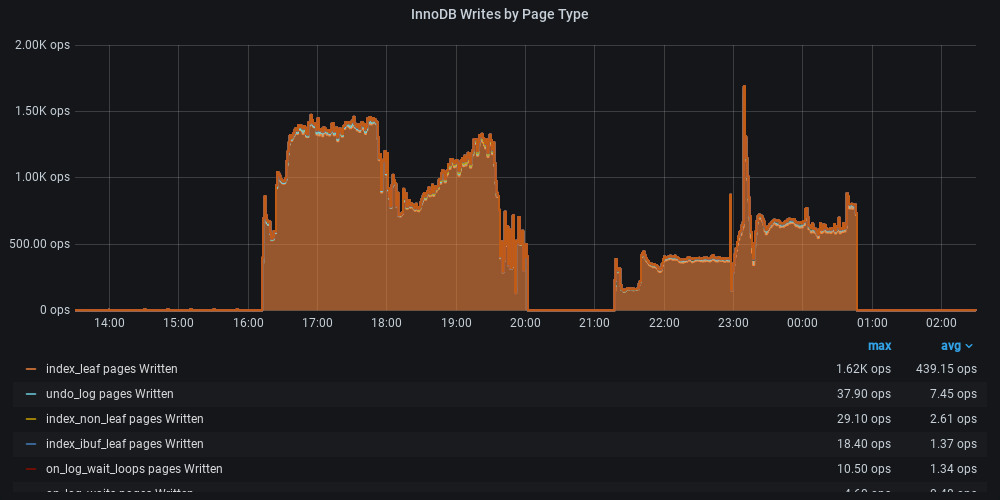 InnoDB Writes by Page Type
2.00K ops
1.50K ops
1.00K ops
500.00 ops
0 ops
14:00 15:00 16:00 17:00 18:00 19:00 20:00 21:00 22:00 23:00 00:00 01:00 02:00
max avg
index_leaf pages Written 1.62K ops 439.15 ops
undo_log pages Written 37.90 ops 7.45 ops
index_non_leaf pages Written 29.10 ops 2.61 ops
index_ibuf_leaf pages Written 18.40 ops 1.37 ops
on_log_wait_loops pages Written 10.50 ops 1.34 ops